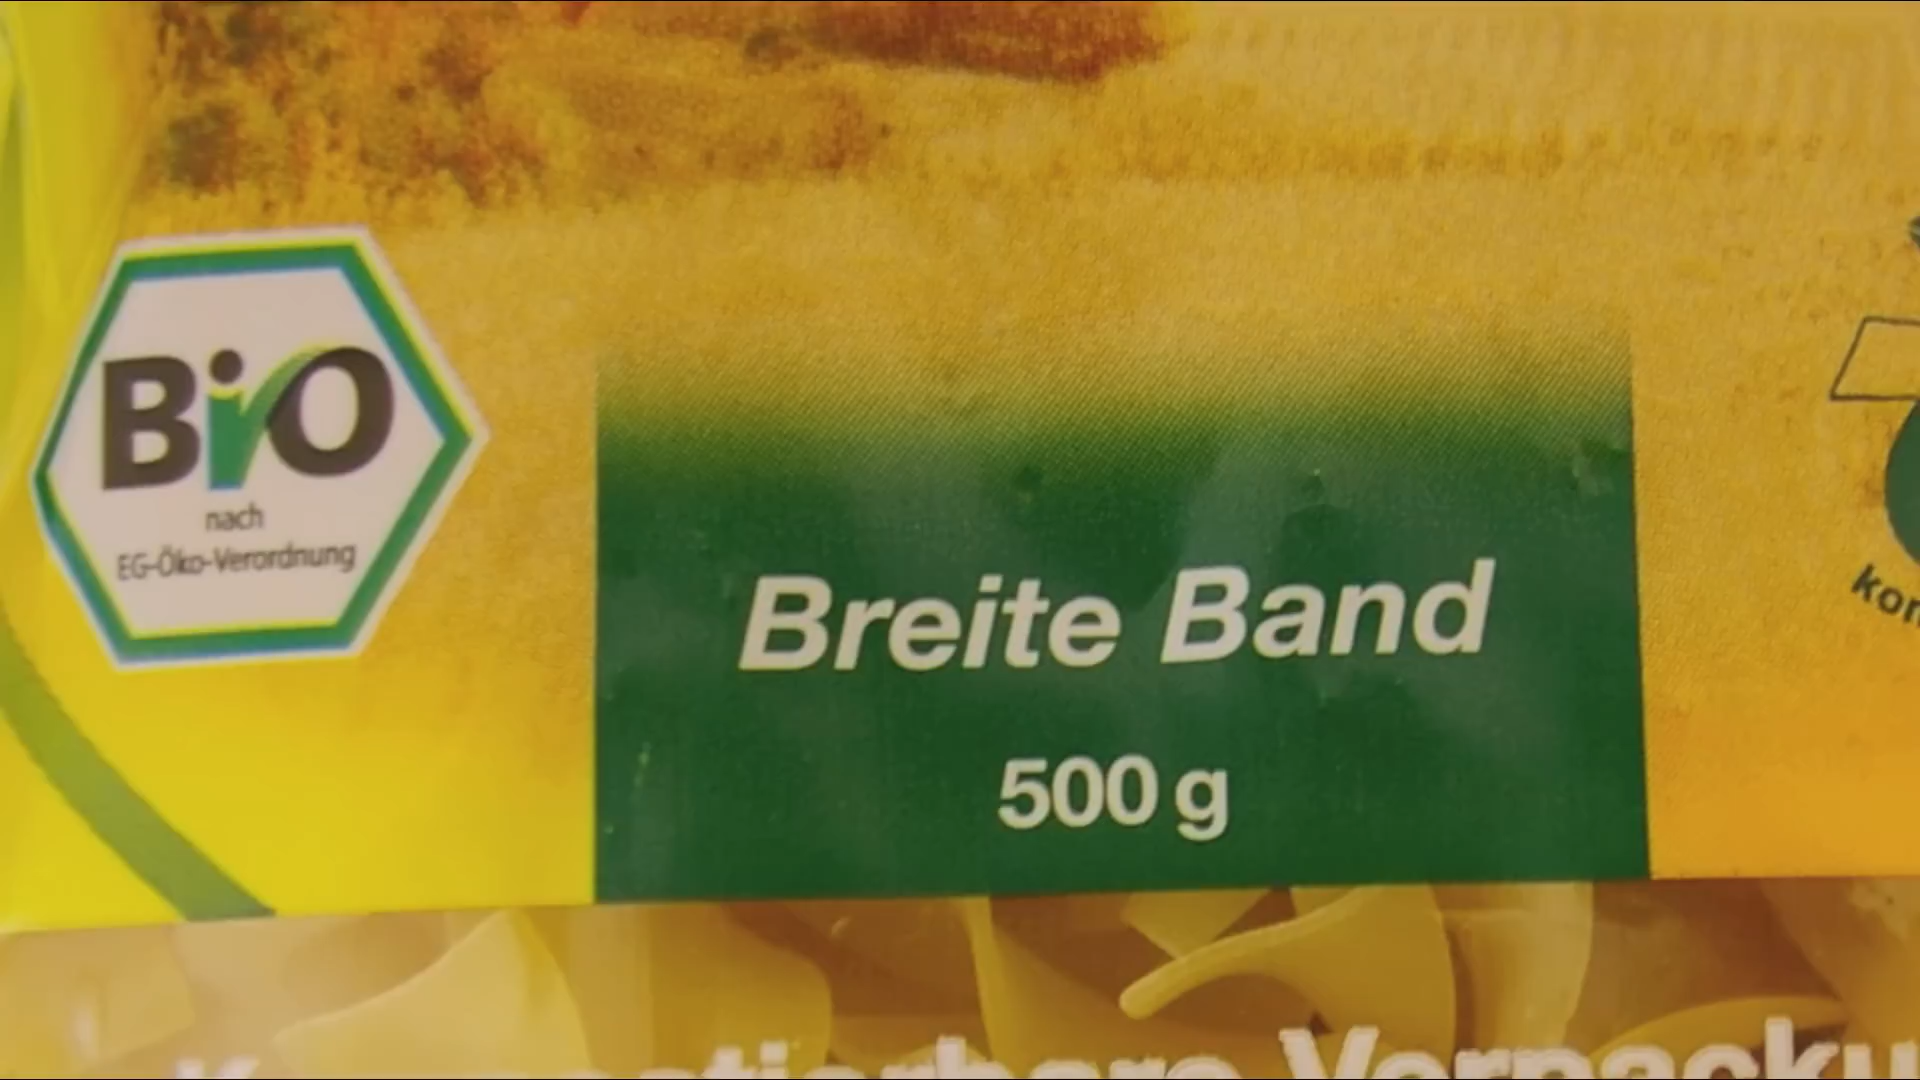 BiO
nach
EG-Öko-Verordnung
Breite Band
500 g